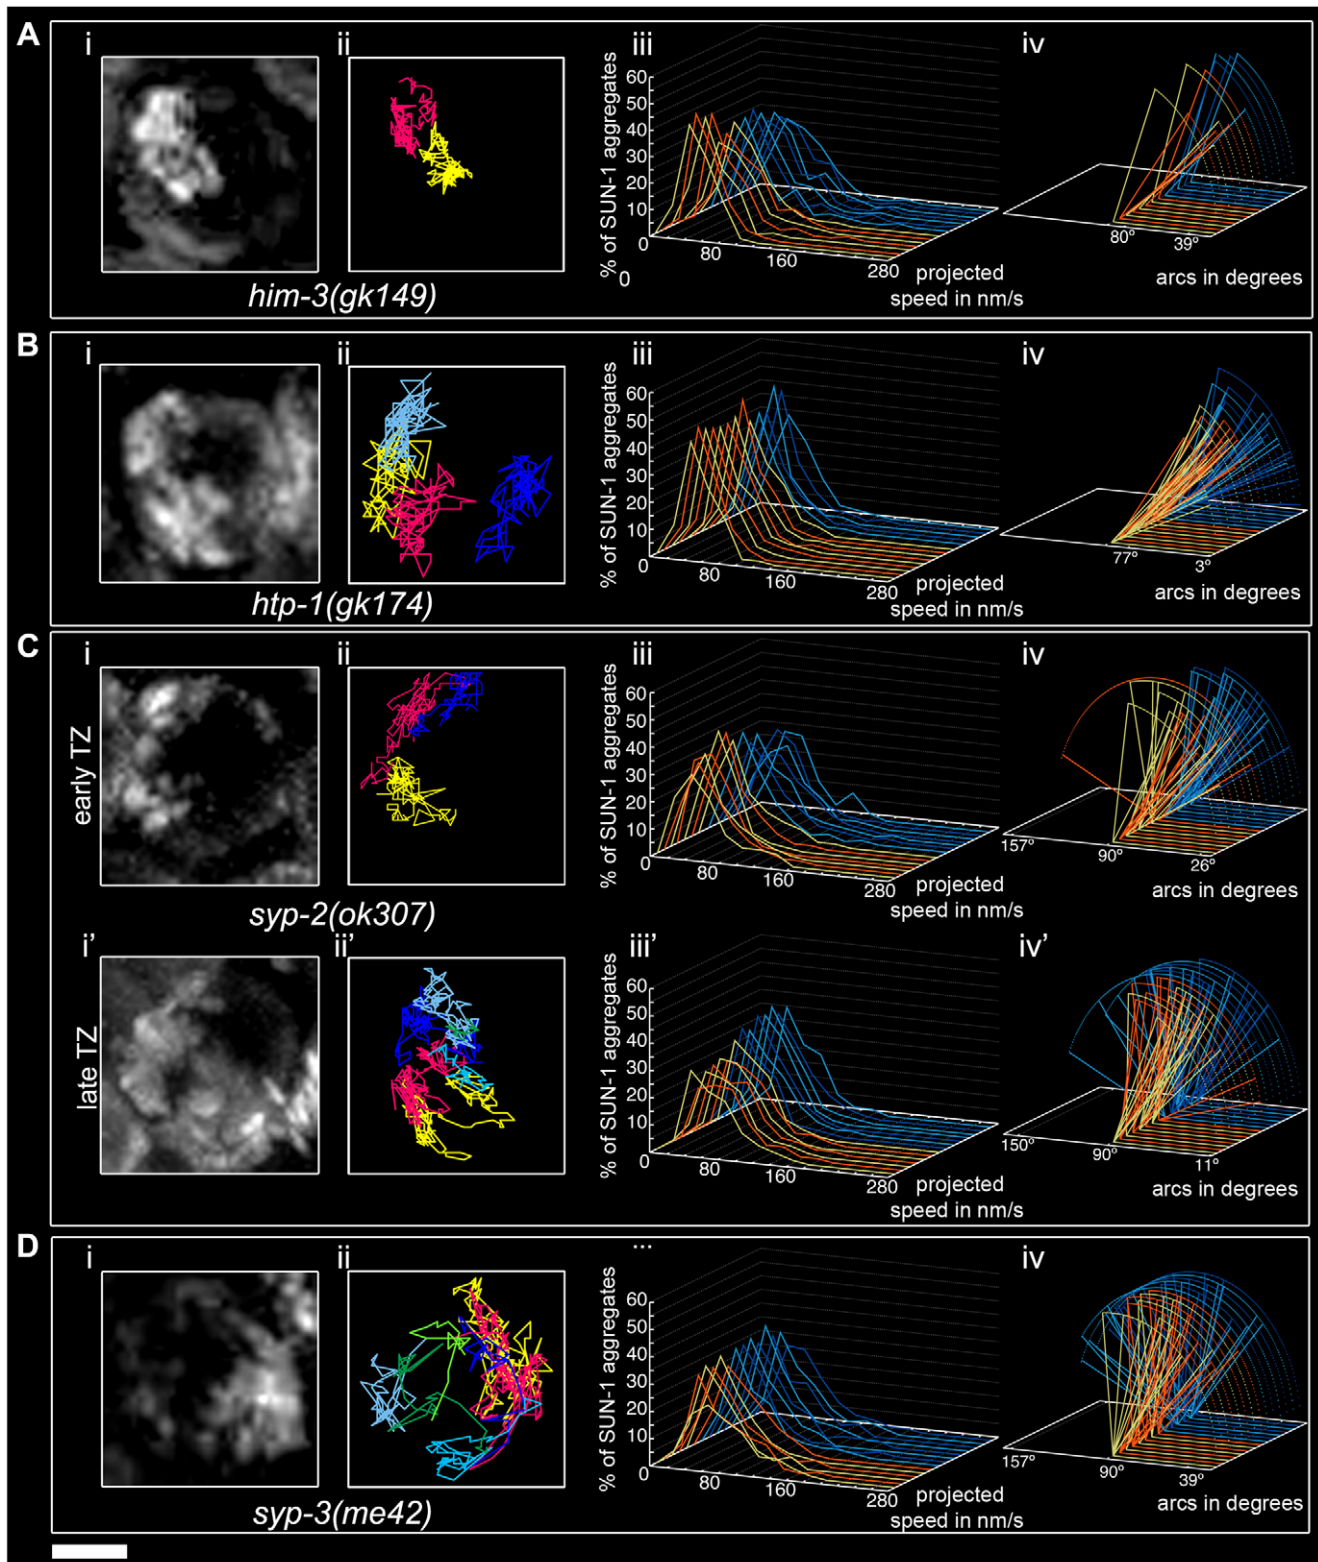 A
i
ii
iii
iv
% of SUN-1 aggregates
60
50
40
30
20
10
0
0
80
160
280
projected
speed in nm/s
80°
39°
arcs in degrees
him-3(gk149)
B
i
ii
iii
iv
% of SUN-1 aggregates
60
50
40
30
20
10
0
80
160
280
projected
speed in nm/s
77°
3°
arcs in degrees
htp-1(gk174)
C
i
ii
iii
iv
early TZ
% of SUN-1 aggregates
60
50
40
30
20
10
0
80
160
280
projected
speed in nm/s
157°
90°
26°
arcs in degrees
syp-2(ok307)
i'
ii'
iii'
iv'
late TZ
% of SUN-1 aggregates
60
50
40
30
20
10
0
80
160
280
projected
speed in nm/s
150°
90°
11°
arcs in degrees
D
i
ii
iv
% of SUN-1 aggregates
60
50
40
30
20
10
0
80
160
280
projected
speed in nm/s
157°
90°
39°
arcs in degrees
syp-3(me42)